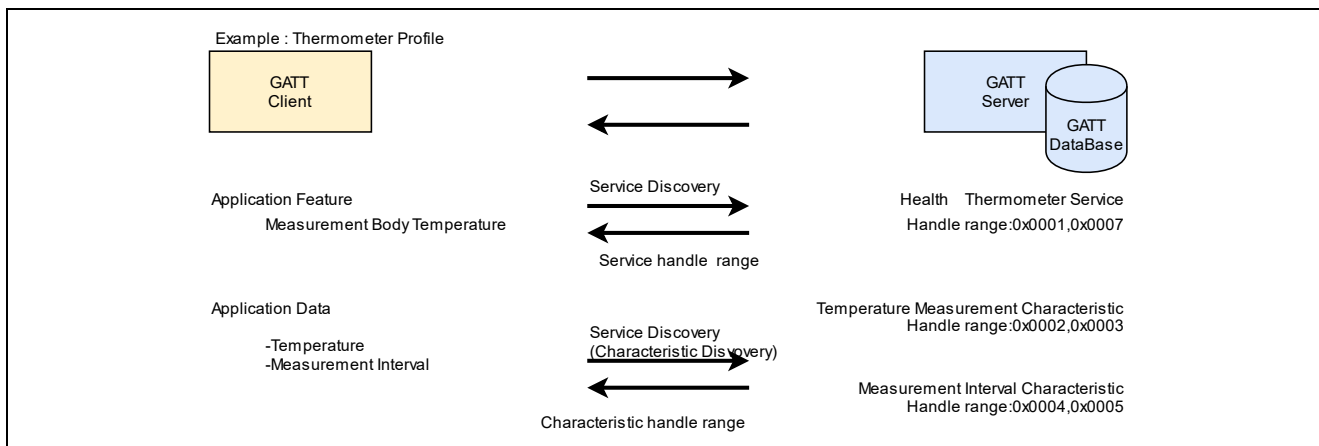 Example : Thermometer Profile
GATT
Client
GATT
Server
GATT
DataBase
Application Feature
Measurement Body Temperature
Service Discovery
Service handle range
Health Thermometer Service
Handle range:0x0001,0x0007
Application Data
-Temperature
-Measurement Interval
Service Discovery
(Characteristic Disvovery)
Characteristic handle range
Temperature Measurement Characteristic
Handle range:0x0002,0x0003
Measurement Interval Characteristic
Handle range:0x0004,0x0005